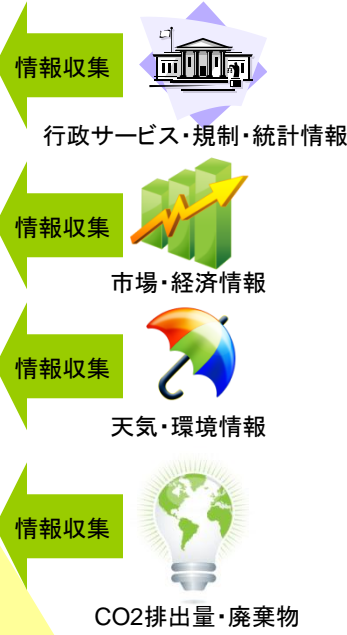 情報収集
行政サービス・規制・統計情報
情報収集
市場・経済情報
情報収集
天気・環境情報
情報収集
CO2排出量・廃棄物